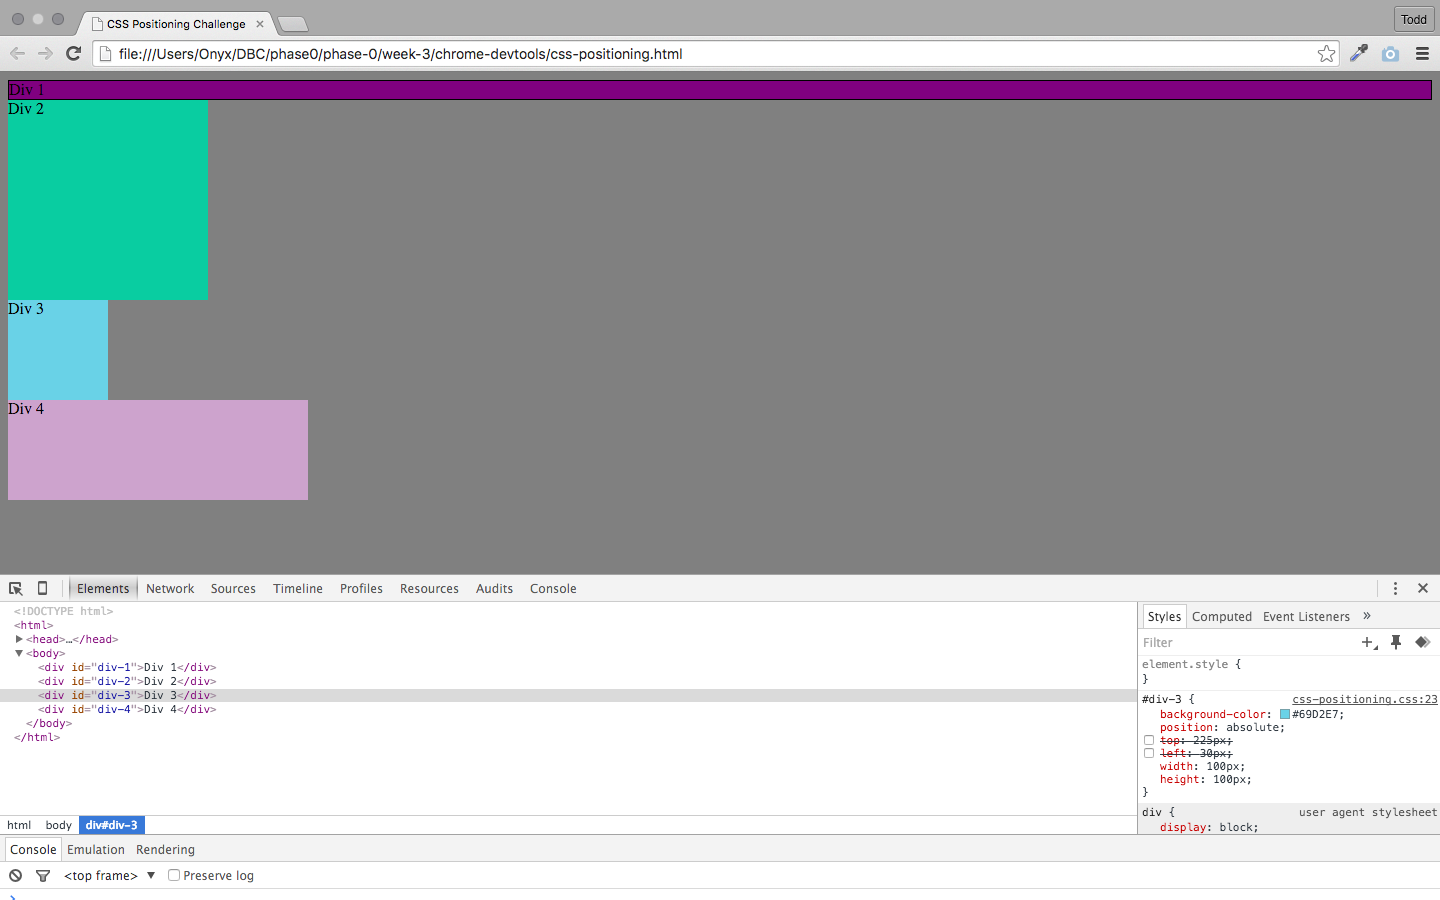 CSS Positioning Challenge
Todd
file:///Users/Onyx/DBC/phase0/phase-0/week-3/chrome-devtools/css-positioning.html
Div 1
Div 2
Div 3
Div 4
Elements Network Sources Timeline Profiles Resources Audits Console
<!DOCTYPE html>
<html>
<head>…</head>
<body>
<div id="div-1">Div 1</div>
<div id="div-2">Div 2</div>
<div id="div-3">Div 3</div>
<div id="div-4">Div 4</div>
</body>
</html>
html body div#div-3
Styles Computed Event Listeners »
Filter
element.style {
}
#div-3 { css-positioning.css:23
background-color: #69D2E7;
position: absolute;
top: 225px;
left: 30px;
width: 100px;
height: 100px;
}
div { user agent stylesheet
display: block;
Console Emulation Rendering
<top frame> ▼ Preserve log